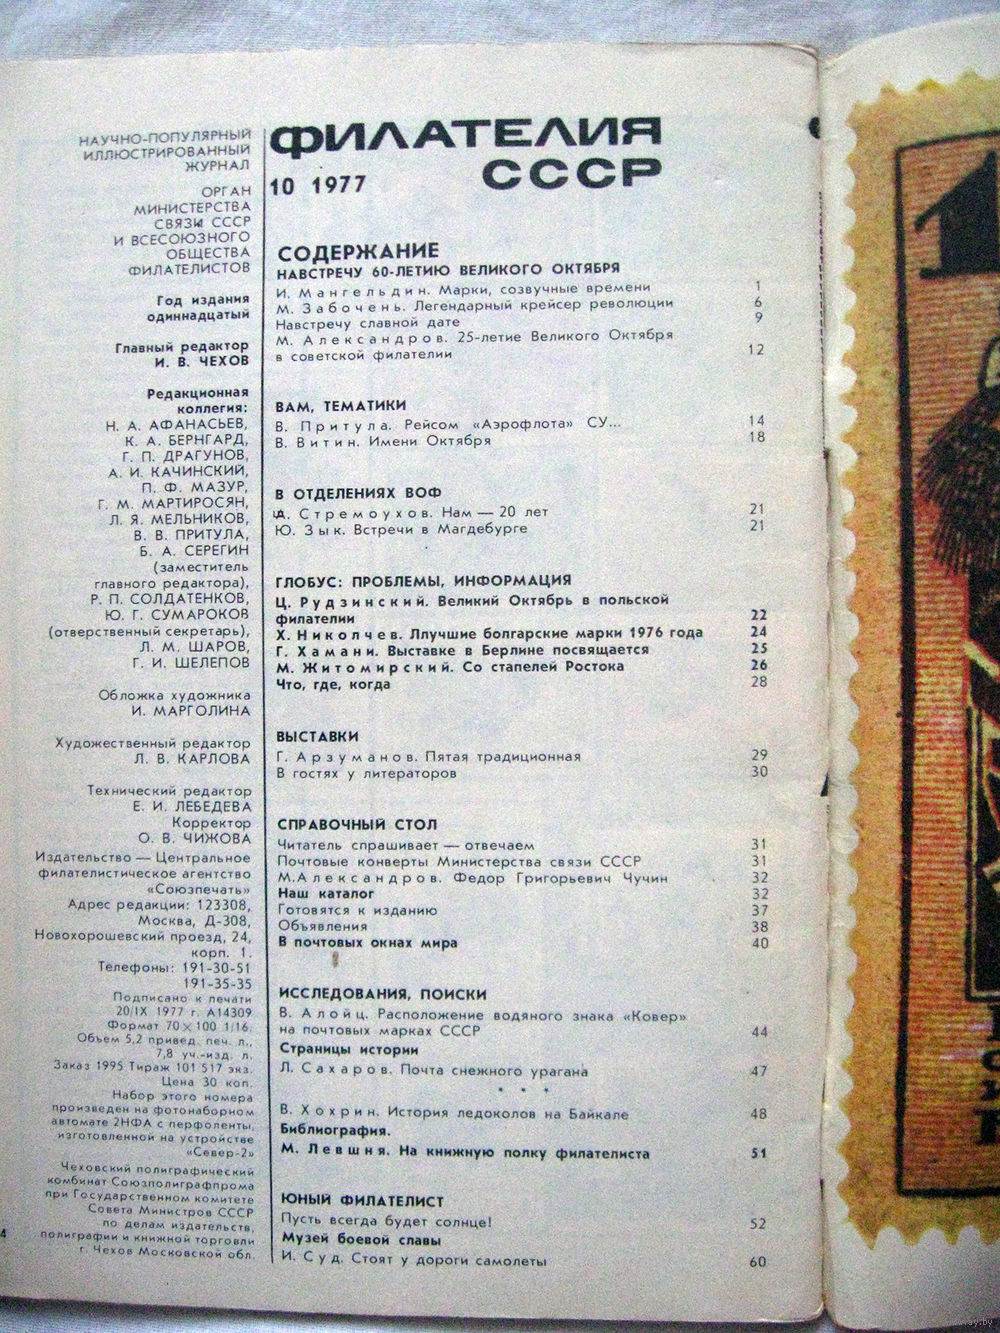 НАУЧНО-ПОПУЛЯРНЫЙ
ИЛЛЮСТРИРОВАННЫЙ
ЖУРНАЛ
ОРГАН
МИНИСТЕРСТВА
СВЯЗИ СССР
И ВСЕСОЮЗНОГО
ОБЩЕСТВА
ФИЛАТЕЛИСТОВ
Год издания
одиннадцатый
Главный редактор
И. В. ЧЕХОВ
Редакционная
коллегия:
Н. А. АФАНАСЬЕВ,
К. А. БЕРНГАРД,
Г. П. ДРАГУНОВ,
А. И. КАЧИНСКИЙ,
П. Ф. МАЗУР,
Г. М. МАРТИРОСЯН,
Л. Я. МЕЛЬНИКОВ,
В. В. ПРИТУЛА,
Б. А. СЕРЕГИН
(заместитель
главного редактора),
Р. П. СОЛДАТЕНКОВ,
Ю. Г. СУМАРОКОВ
(отверственный секретарь),
Л. М. ШАРОВ,
Г. И. ШЕЛЕПОВ
Обложка художника
И. МАРГОЛИНА
Художественный редактор
Л. В. КАРЛОВА
Технический редактор
Е. И. ЛЕБЕДЕВА
Корректор
О. В. ЧИЖОВА
Издательство — Центральное
филателистическое агентство
«Союзпечать»
Адрес редакции: 123308,
Москва, Д-308,
Новохорошевский проезд, 24,
корп. 1.
Телефоны: 191-30-51
191-35-35
Подписано к печати
20/IX 1977 г. А14309
Формат 70×100 1/16.
Объем 5,2 привед. печ. л.,
7,8 уч.-изд. л.
Заказ 1995 Тираж 101 517 экз.
Цена 30 коп.
Набор этого номера
произведен на фотонаборном
автомате 2НФА с перфоленты,
изготовленной на устройстве
«Север-2»
Чеховский полиграфический
комбинат Союзполиграфпрома
при Государственном комитете
Совета Министров СССР
по делам издательств,
полиграфии и книжной торговли
г. Чехов Московской обл.
4
ФИЛАТЕЛИЯ
СССР
10 1977
СОДЕРЖАНИЕ
НАВСТРЕЧУ 60-ЛЕТИЮ ВЕЛИКОГО ОКТЯБРЯ
И. Мангельдин. Марки, созвучные времени 1
М. Забочень. Легендарный крейсер революции 6
Навстречу славной дате 9
М. Александров. 25-летие Великого Октября
в советской филателии 12
ВАМ, ТЕМАТИКИ
В. Притула. Рейсом «Аэрофлота» СУ... 14
В. Витин. Имени Октября 18
В ОТДЕЛЕНИЯХ ВОФ
Д. Стремоухов. Нам — 20 лет 21
Ю. Зык. Встречи в Магдебурге 21
ГЛОБУС: ПРОБЛЕМЫ, ИНФОРМАЦИЯ
Ц. Рудзинский. Великий Октябрь в польской
филателии 22
Х. Николчев. Ллучшие болгарские марки 1976 года 24
Г. Хамани. Выставке в Берлине посвящается 25
М. Житомирский. Со стапелей Ростока 26
Что, где, когда 28
ВЫСТАВКИ
Г. Арзуманов. Пятая традиционная 29
В гостях у литераторов 30
СПРАВОЧНЫЙ СТОЛ
Читатель спрашивает — отвечаем 31
Почтовые конверты Министерства связи СССР 31
М.Александров. Федор Григорьевич Чучин 32
Наш каталог 32
Готовятся к изданию 37
Объявления 38
В почтовых окнах мира 40
ИССЛЕДОВАНИЯ, ПОИСКИ
В. Алойц. Расположение водяного знака «Ковер»
на почтовых марках СССР 44
Страницы истории
Л. Сахаров. Почта снежного урагана 47
* * *
В. Хохрин. История ледоколов на Байкале 48
Библиография.
М. Левшня. На книжную полку филателиста 51
ЮНЫЙ ФИЛАТЕЛИСТ
Пусть всегда будет солнце! 52
Музей боевой славы
И. Суд. Стоят у дороги самолеты 60
1